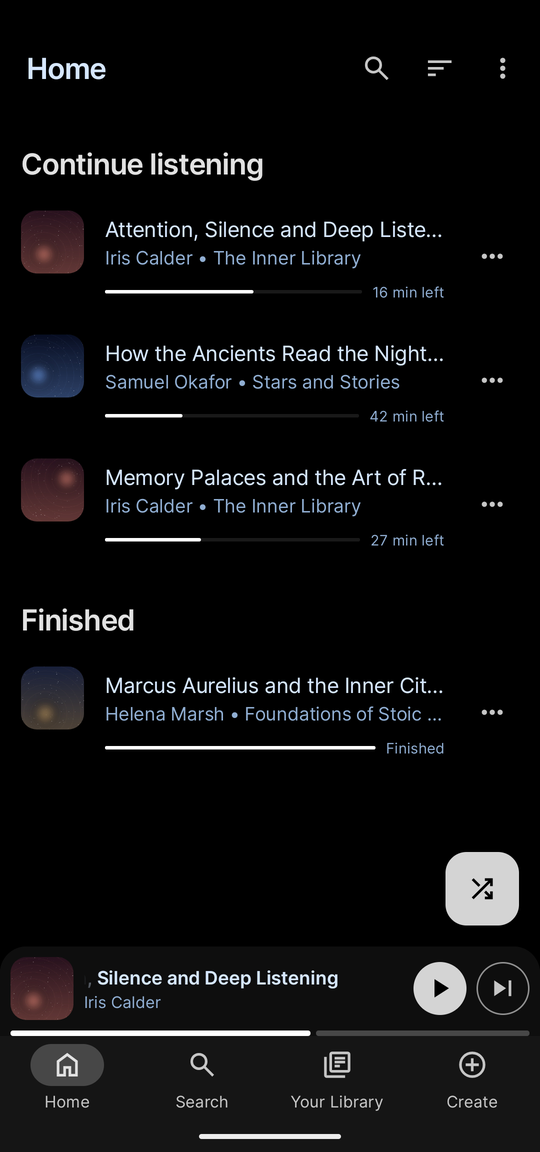 Home
Continue listening
Attention, Silence and Deep Liste...
Iris Calder • The Inner Library
16 min left
How the Ancients Read the Night...
Samuel Okafor • Stars and Stories
42 min left
Memory Palaces and the Art of R...
Iris Calder • The Inner Library
27 min left
Finished
Marcus Aurelius and the Inner Cit...
Helena Marsh • Foundations of Stoic ...
Finished
, Silence and Deep Listening
Iris Calder
Home
Search
Your Library
Create